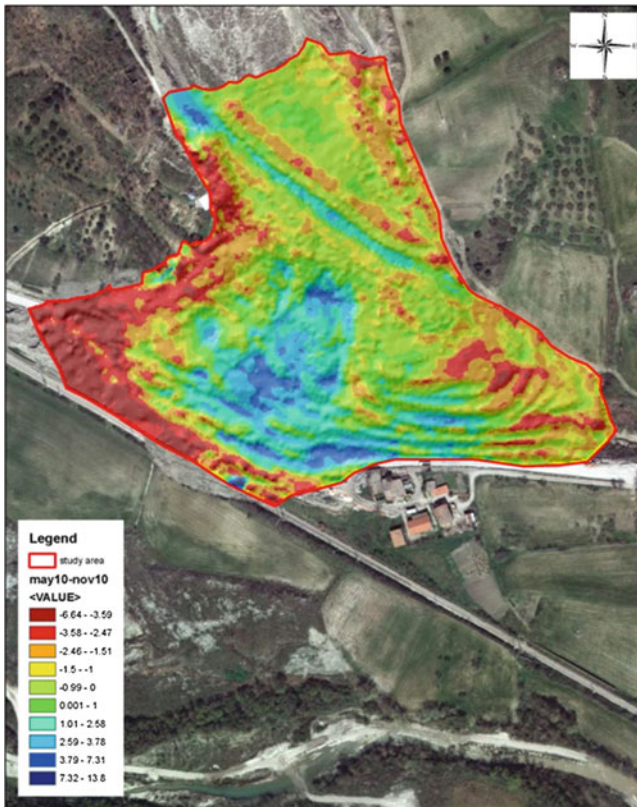 N
W
S
Legend
study area
may10-nov10
<VALUE>
-6.64 - -3.59
-3.58 - -2.47
-2.46 - -1.51
-1.5 - -1
-0.99 - 0
0.001 - 1
1.01 - 2.58
2.59 - 3.78
3.79 - 7.31
7.32 - 13.8